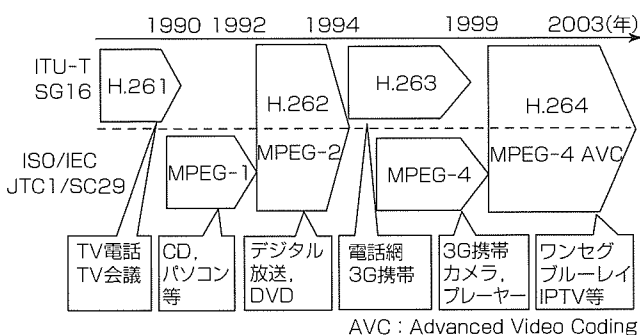 1990 1992 1994 1999 2003(年)
ITU-T
SG16
H.261
H.262
H.263
H.264
ISO/IEC
JTC1/SC29
MPEG-1
MPEG-2
MPEG-4
MPEG-4 AVC
TV電話
TV会議
CD,
パソコン
等
デジタル
放送,
DVD
電話網
3G携帯
3G携帯
カメラ,
プレーヤー
ワンセグ
ブルーレイ
IPTV等
AVC : Advanced Video Coding